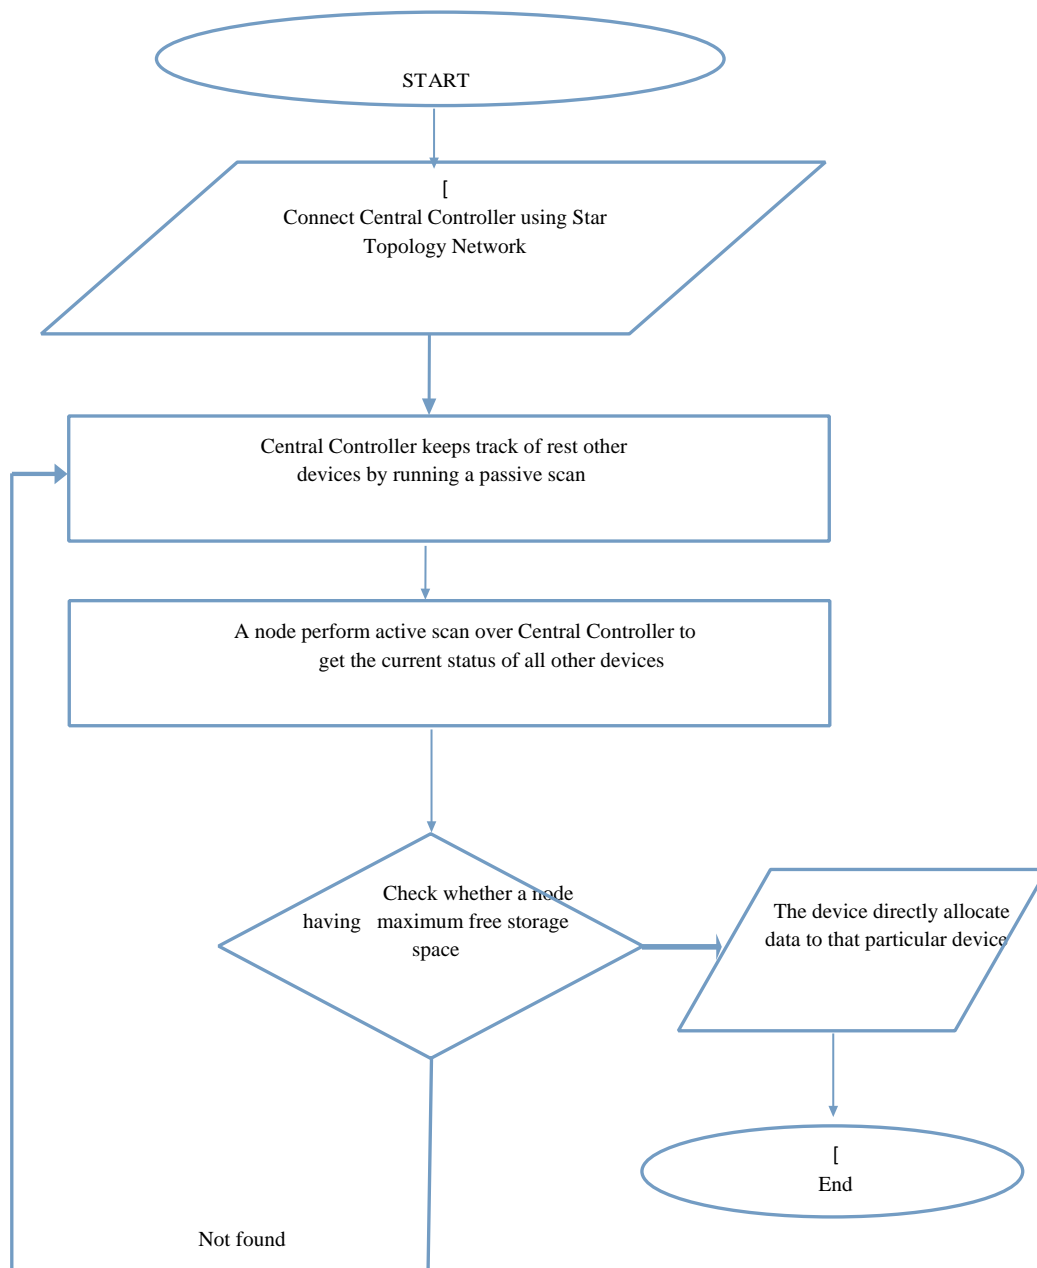 START
[
Connect Central Controller using Star
Topology Network
Central Controller keeps track of rest other
devices by running a passive scan
A node perform active scan over Central Controller to
get the current status of all other devices
Check whether a node
having maximum free storage
space
The device directly allocate
data to that particular device
[
End
Not found